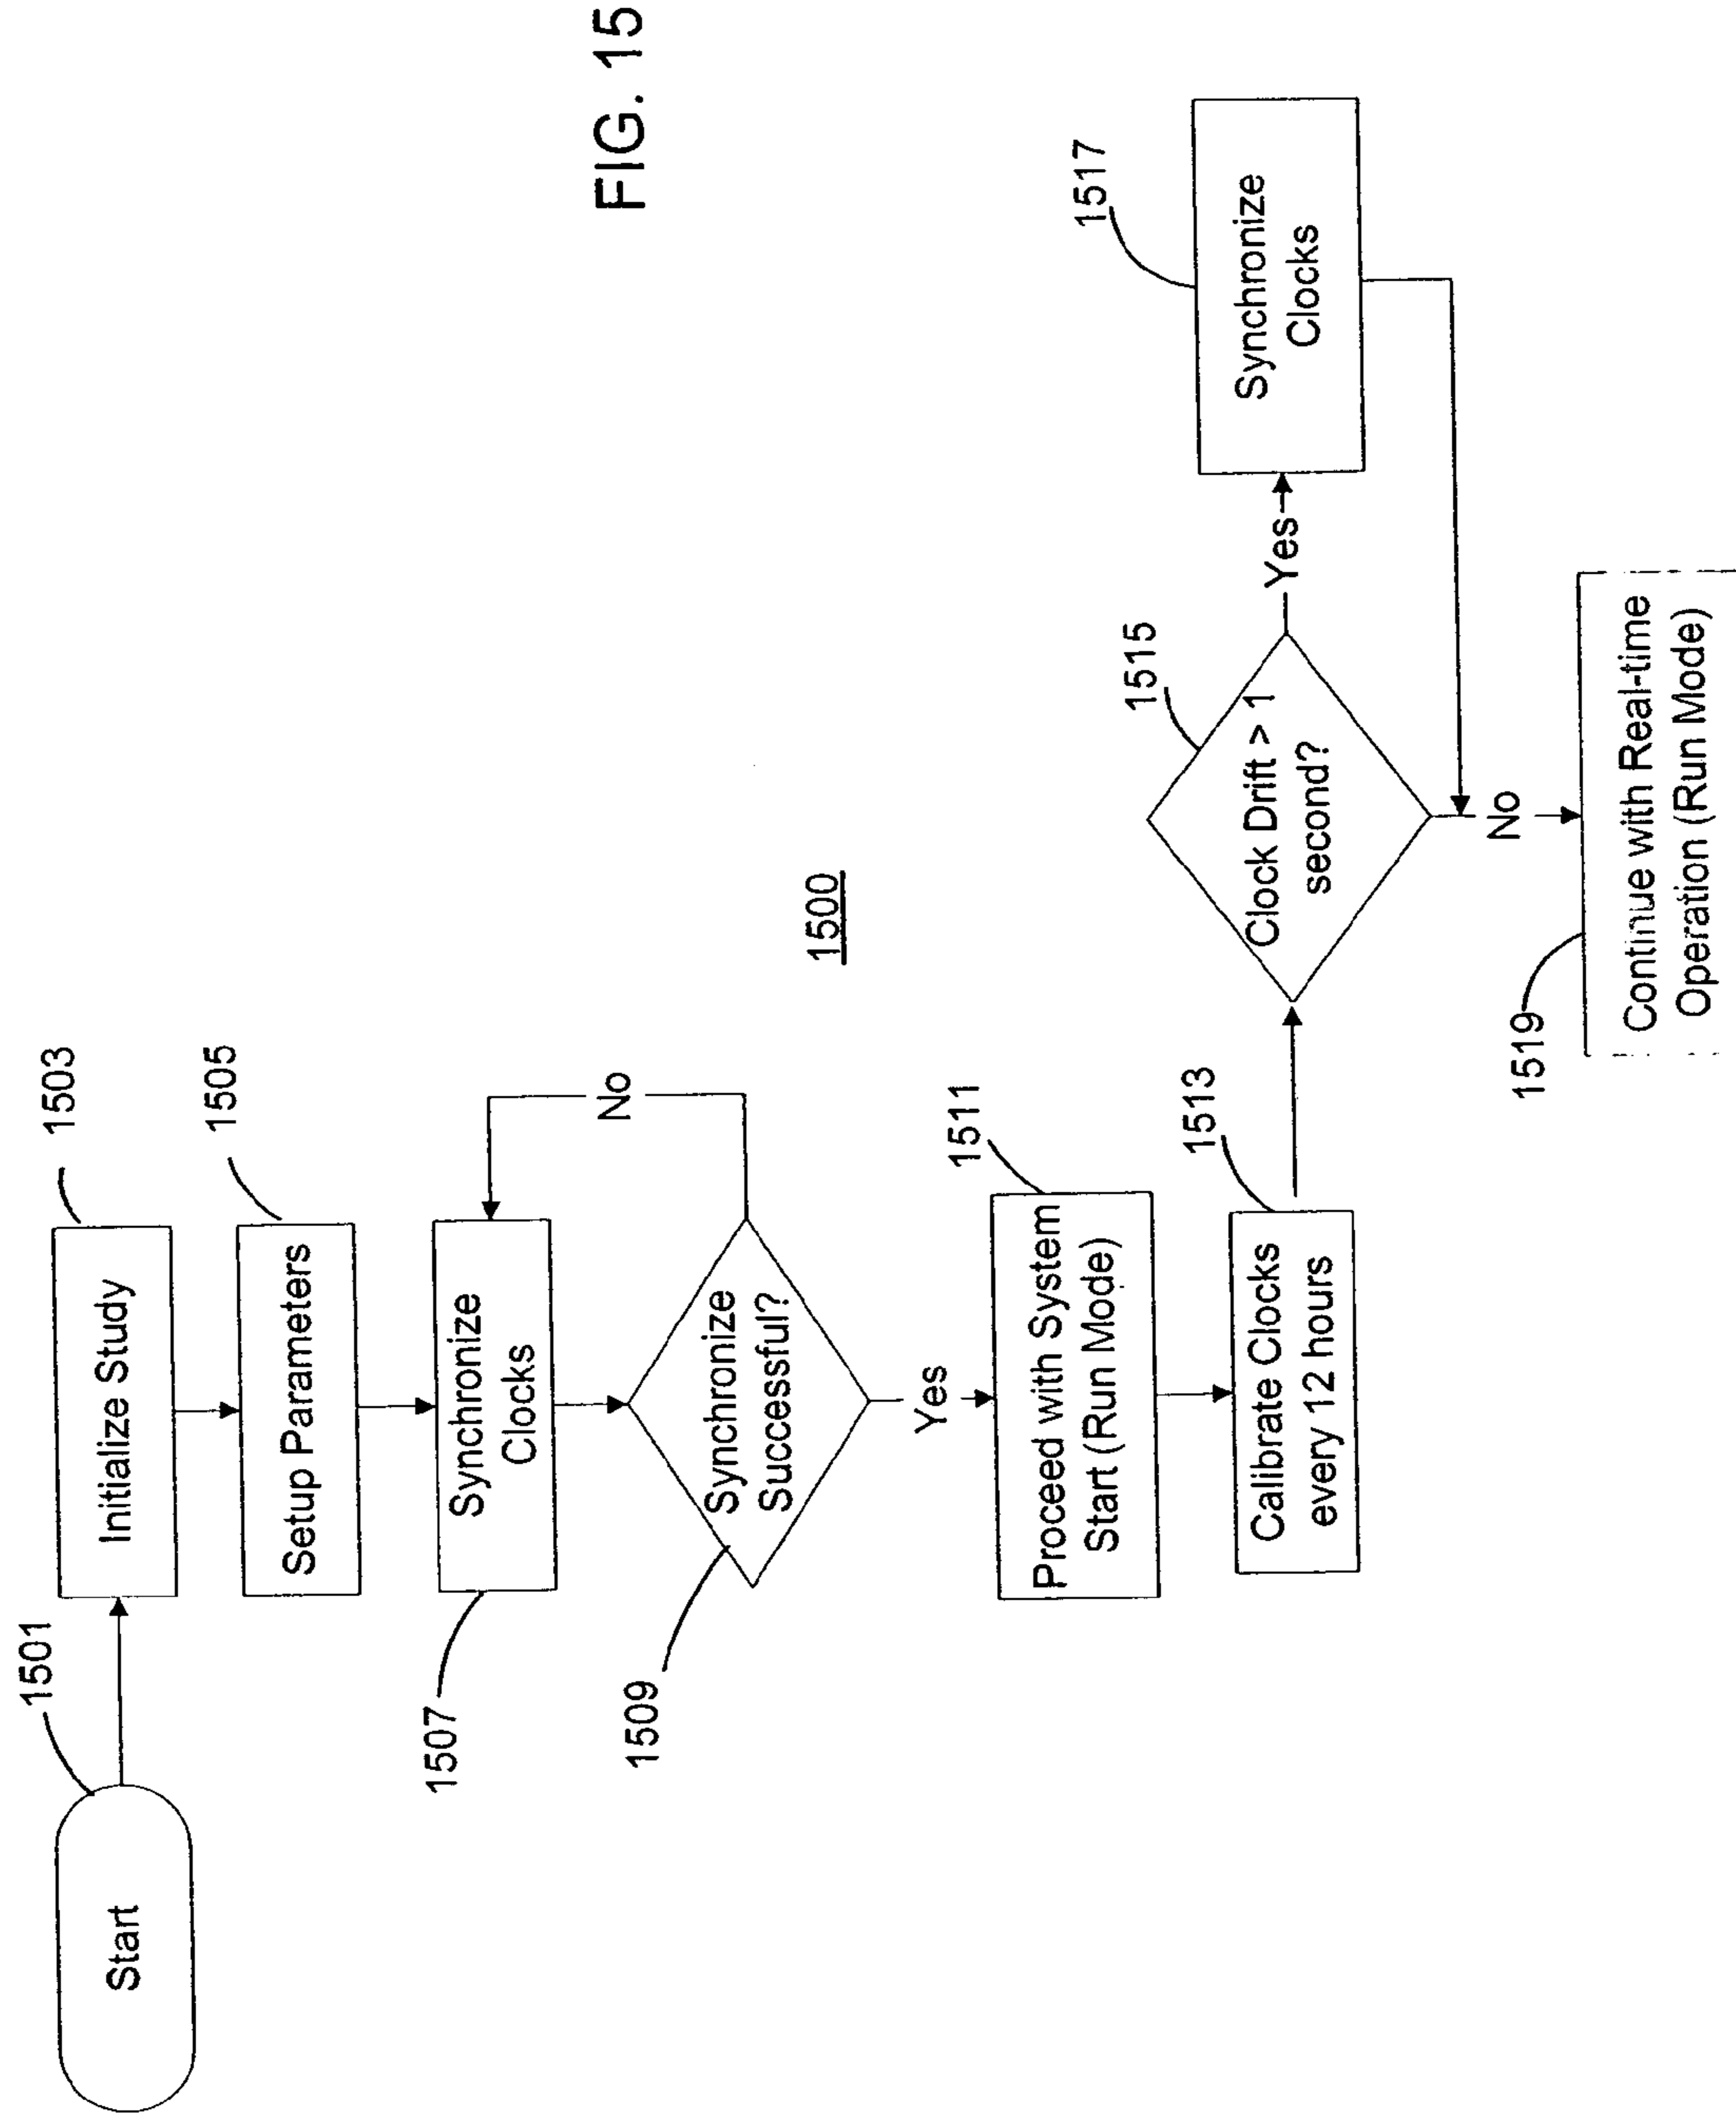 FIG. 15
1500
1501
Start
1503
Initialize Study
1505
Setup Parameters
1507
Synchronize
Clocks
1509
Synchronize
Successful?
No
Yes
1511
Proceed with System
Start (Run Mode)
1513
Calibrate Clocks
every 12 hours
1515
Clock Drift > 1
second?
Yes
1517
Synchronize
Clocks
No
1519
Continue with Real-time
Operation (Run Mode)